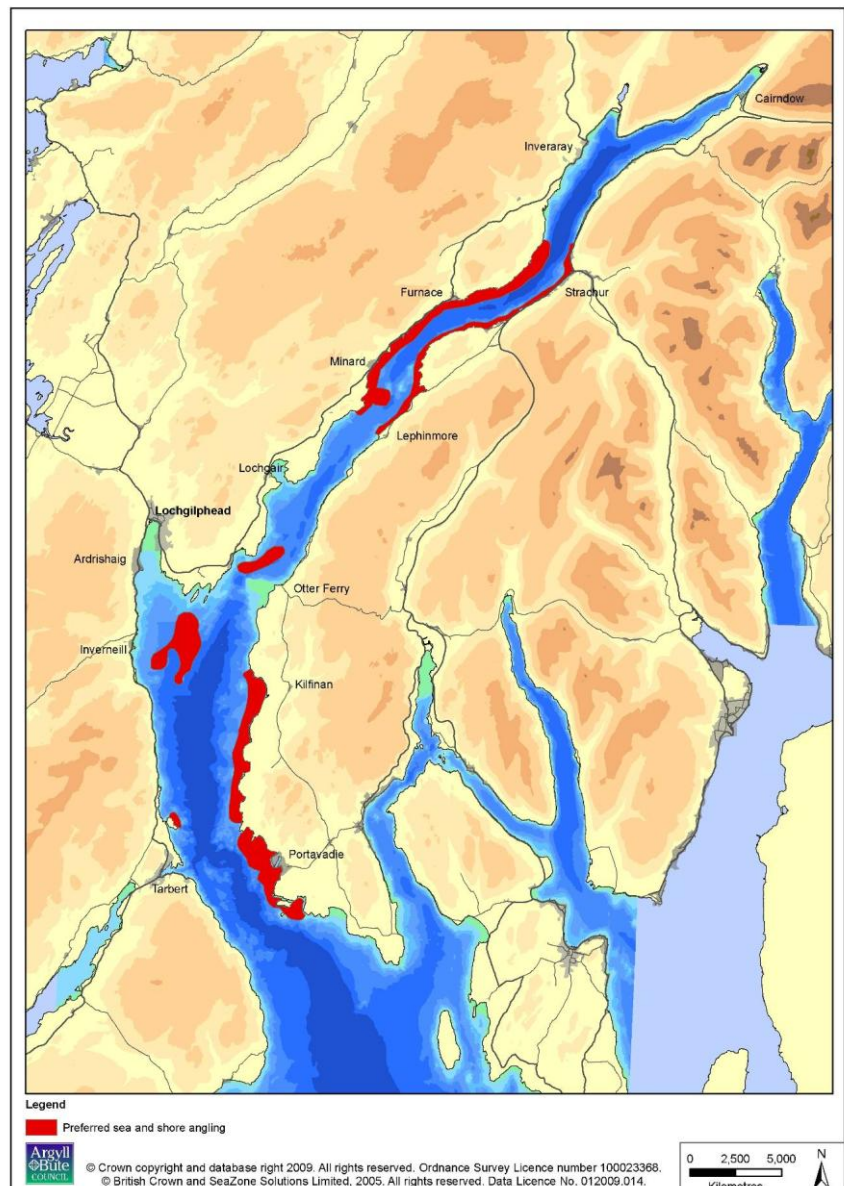 Cairndow
Inveraray
Furnace
Strachur
Minard
Lephinmore
Lochgair
Lochgilphead
Ardrishaig
Otter Ferry
Inverneill
Kilfinan
Portavadie
Tarbert
Legend
Preferred sea and shore angling
Argyll
&Bute
COUNCIL
© Crown copyright and database right 2009. All rights reserved. Ordnance Survey Licence number 100023368.
© British Crown and SeaZone Solutions Limited, 2005. All rights reserved. Data Licence No. 012009.014.
0 2,500 5,000
Kilometres
N